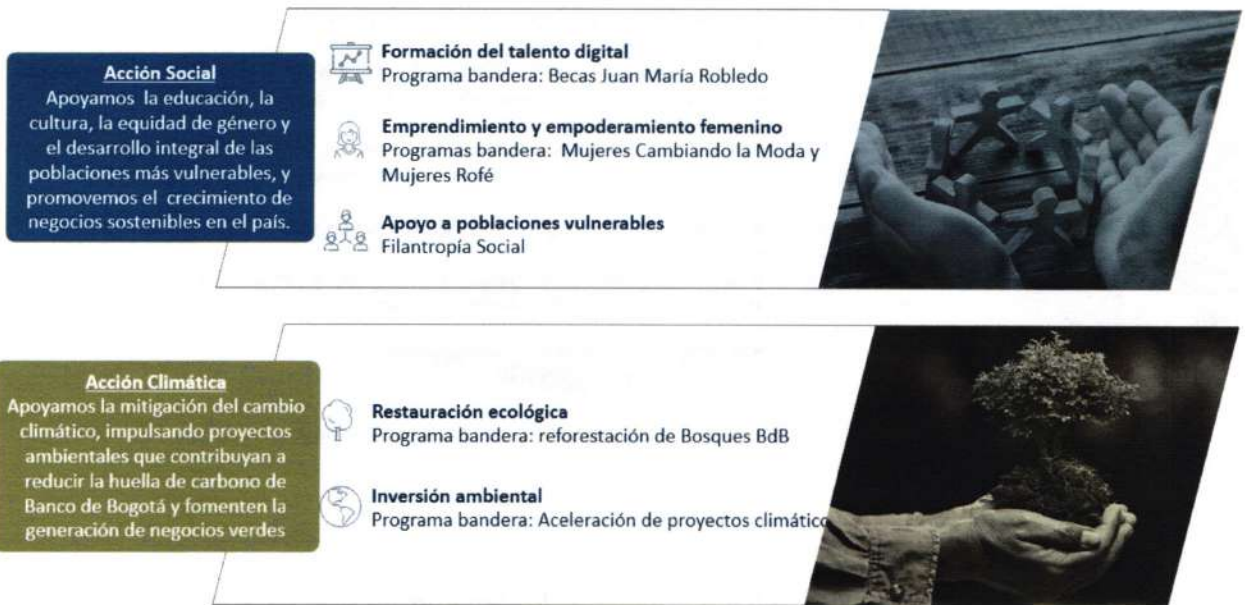 Acción Social
Apoyamos la educación, la
cultura, la equidad de género y
el desarrollo integral de las
poblaciones más vulnerables, y
promovemos el crecimiento de
negocios sostenibles en el país.
Formación del talento digital
Programa bandera: Becas Juan María Robledo
Emprendimiento y empoderamiento femenino
Programas bandera: Mujeres Cambiando la Moda y
Mujeres Rofé
Apoyo a poblaciones vulnerables
Filantropía Social
Acción Climática
Apoyamos la mitigación del cambio
climático, impulsando proyectos
ambientales que contribuyan a
reducir la huella de carbono de
Banco de Bogotá y fomenten la
generación de negocios verdes
Restauración ecológica
Programa bandera: reforestación de Bosques BdB
Inversión ambiental
Programa bandera: Aceleración de proyectos climático